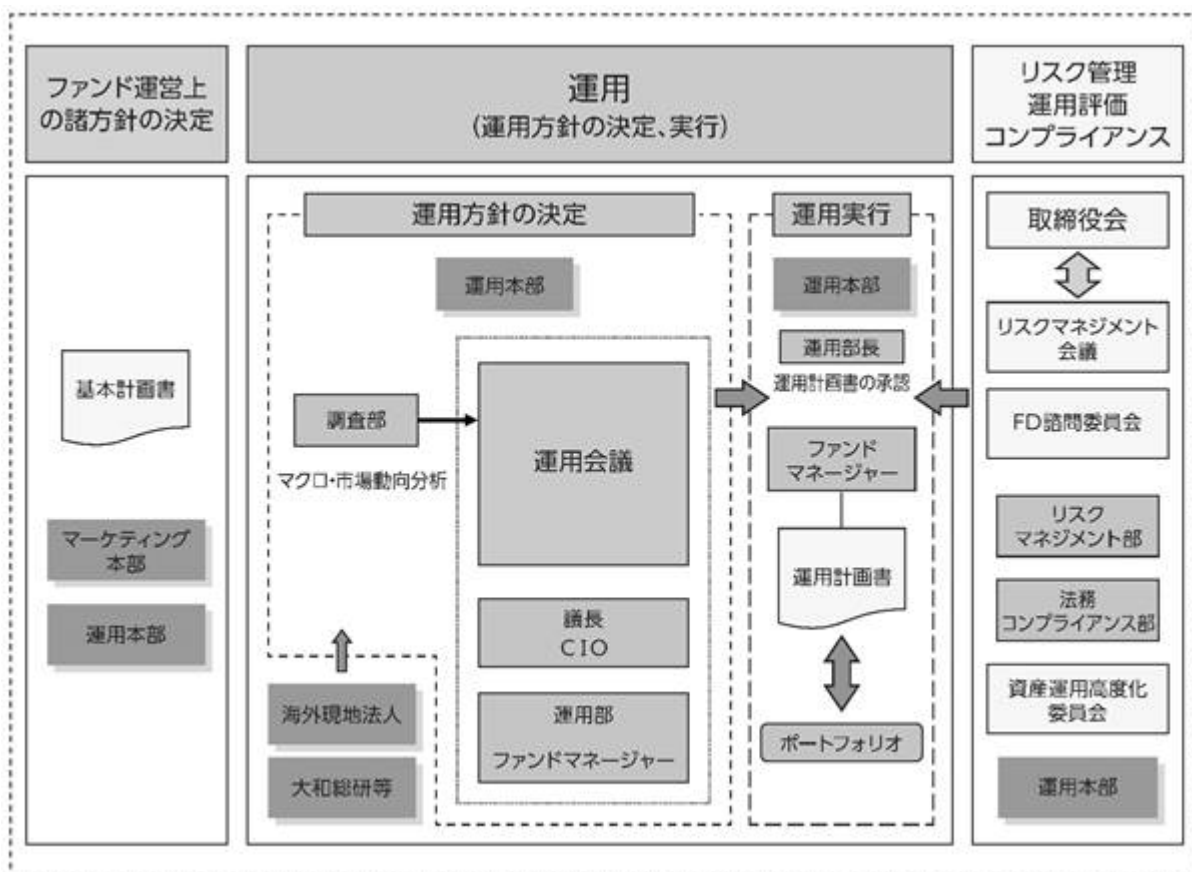 ファンド運営上
の諸方針の決定
運用
(運用方針の決定、実行)
リスク管理
運用評価
コンプライアンス
基本計画書
マーケティング
本部
運用本部
運用方針の決定
運用本部
調査部
マクロ・市場動向分析
運用会議
議長
CIO
運用部
ファンドマネージャー
海外現地法人
大和総研等
運用実行
運用本部
運用部長
運用計画書の承認
ファンド
マネージャー
運用計画書
ポートフォリオ
取締役会
リスクマネジメント
会議
FD諮問委員会
リスク
マネジメント部
法務
コンプライアンス部
資産運用高度化
委員会
運用本部